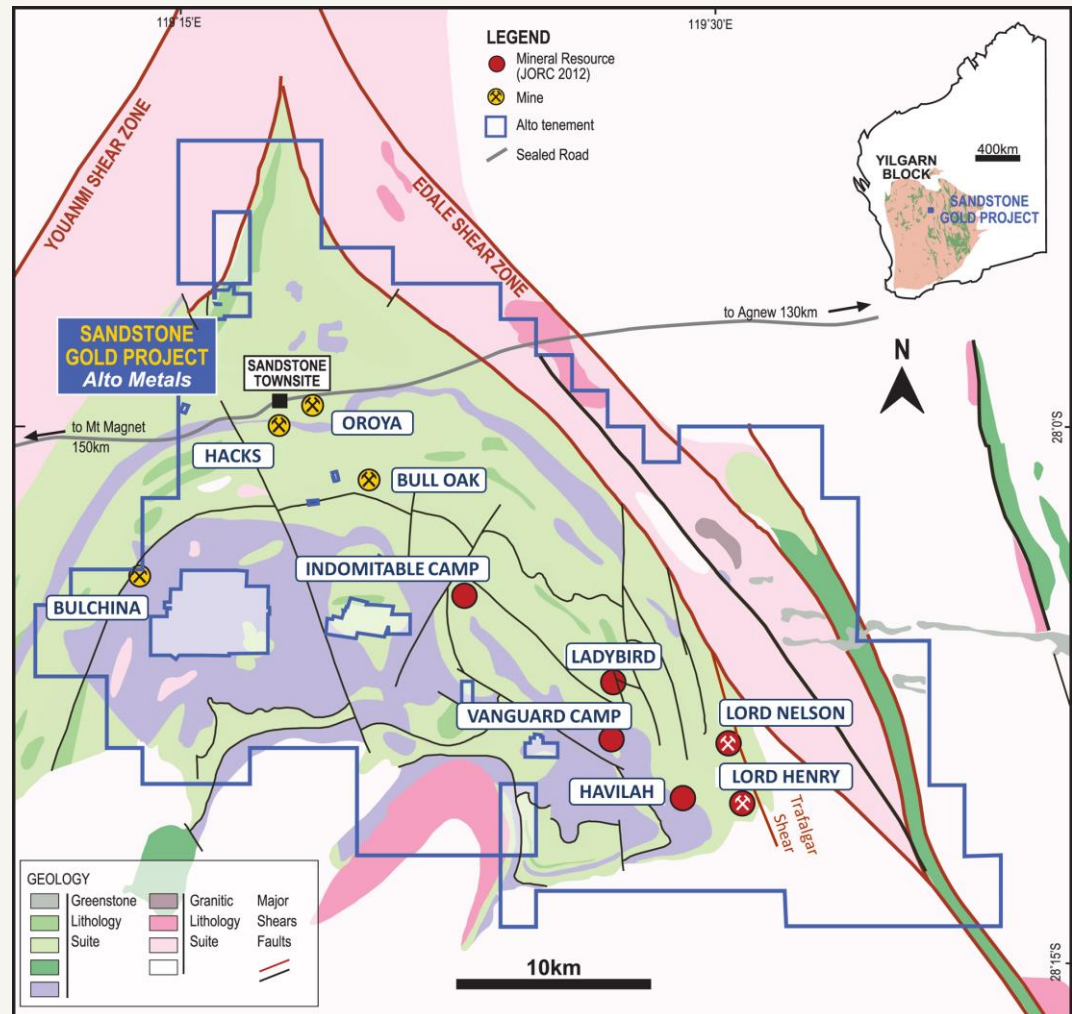 119°15'E
119°30'E
LEGEND
Mineral Resource
(JORC 2012)
Mine
Alto tenement
Sealed Road
400km
YILGARN
BLOCK
SANDSTONE
GOLD PROJECT
YOUANMI SHEAR ZONE
EDALE SHEAR ZONE
to Agnew 130km
N
SANDSTONE
GOLD PROJECT
Alto Metals
SANDSTONE
TOWNSITE
OROYA
to Mt Magnet
150km
HACKS
28°0'S
BULL OAK
INDOMITABLE CAMP
BULCHINA
LADYBIRD
VANGUARD CAMP
LORD NELSON
HAVILAH
LORD HENRY
Trafalgar
Shear
GEOLOGY
Greenstone
Lithology
Suite
Granitic
Lithology
Suite
Major
Shears
Faults
10km
28°15'S